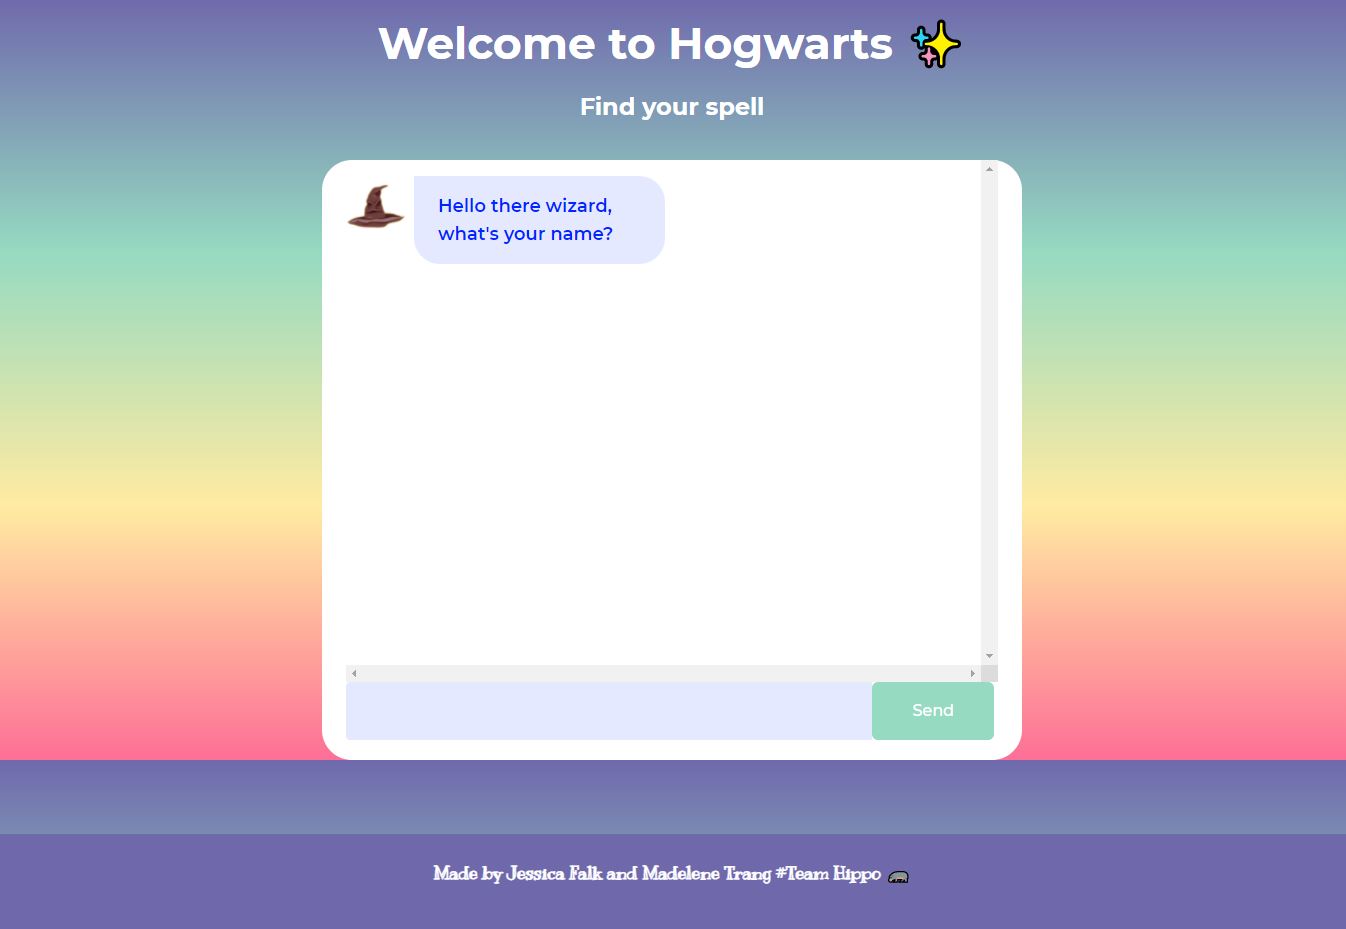 Welcome to Hogwarts ✨
Find your spell
Hello there wizard,
what's your name?
Send
Made by Jessica Falk and Madelene Trang #Team Hippo